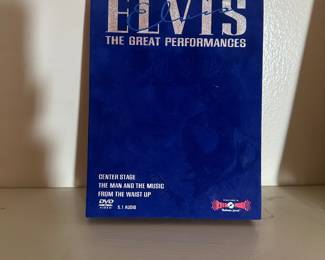 ELVIS
THE GREAT PERFORMANCES
CENTER STAGE
THE MAN AND THE MUSIC
FROM THE WAIST UP
DVD 5.1 AUDIO
VIDEO